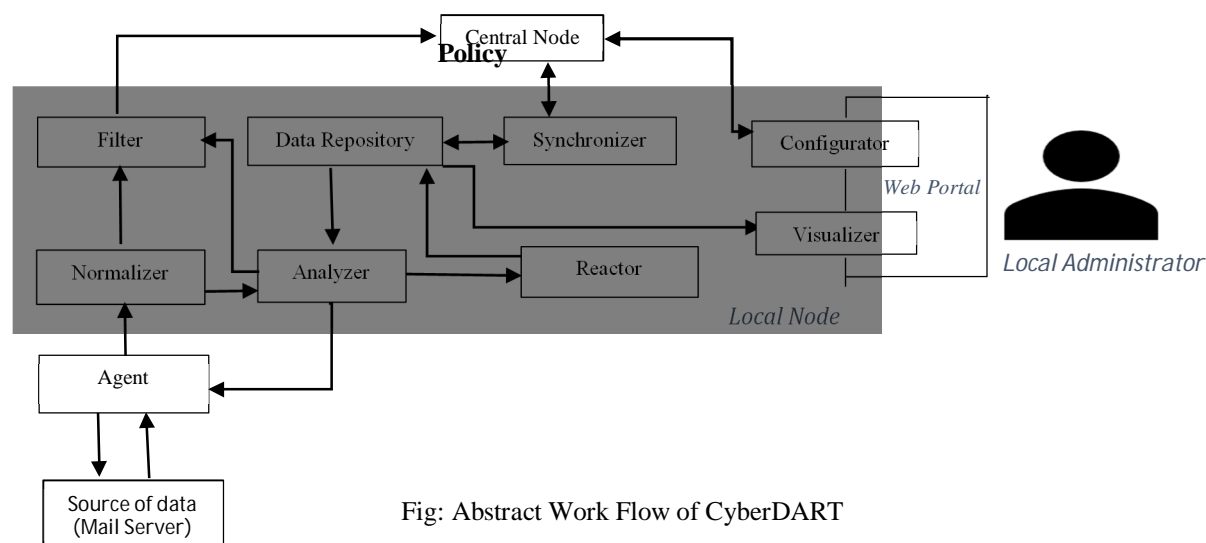 Central Node
Policy
Filter
Data Repository
Synchronizer
Configurator
Web Portal
Visualizer
Normalizer
Analyzer
Reactor
Local Administrator
Local Node
Agent
Source of data
(Mail Server)
Fig: Abstract Work Flow of CyberDART